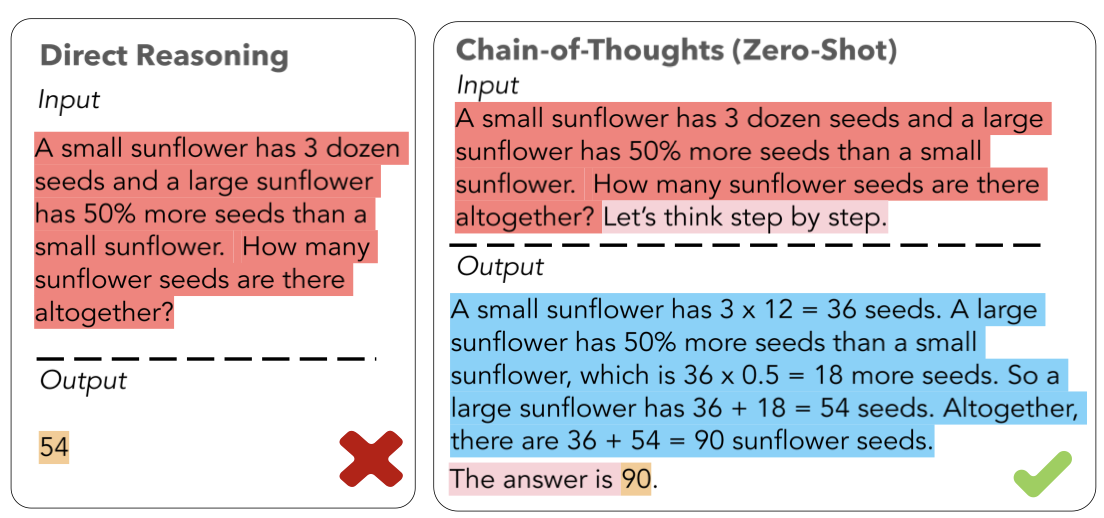 Direct Reasoning
Input
A small sunflower has 3 dozen
seeds and a large sunflower
has 50% more seeds than a
small sunflower. How many
sunflower seeds are there
altogether?
Output
54
Chain-of-Thoughts (Zero-Shot)
Input
A small sunflower has 3 dozen seeds and a large
sunflower has 50% more seeds than a small
sunflower. How many sunflower seeds are there
altogether? Let’s think step by step.
Output
A small sunflower has 3 x 12 = 36 seeds. A large
sunflower has 50% more seeds than a small
sunflower, which is 36 x 0.5 = 18 more seeds. So a
large sunflower has 36 + 18 = 54 seeds. Altogether,
there are 36 + 54 = 90 sunflower seeds.
The answer is 90.